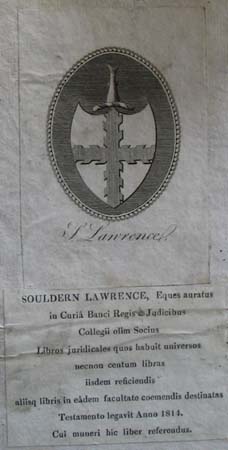 S. Lawrence.
SOULDERN LAWRENCE, Eques auratus
in Curiâ Banci Regis è Judicibus
Collegii olim Socius
Libros juridicales quos habuit universos
necnon centum libras
iisdem reficiendis
aliisq libris in eâdem facultate coemendis destinatas
Testamento legavit Anno 1814.
Cui muneri hic liber referendus.